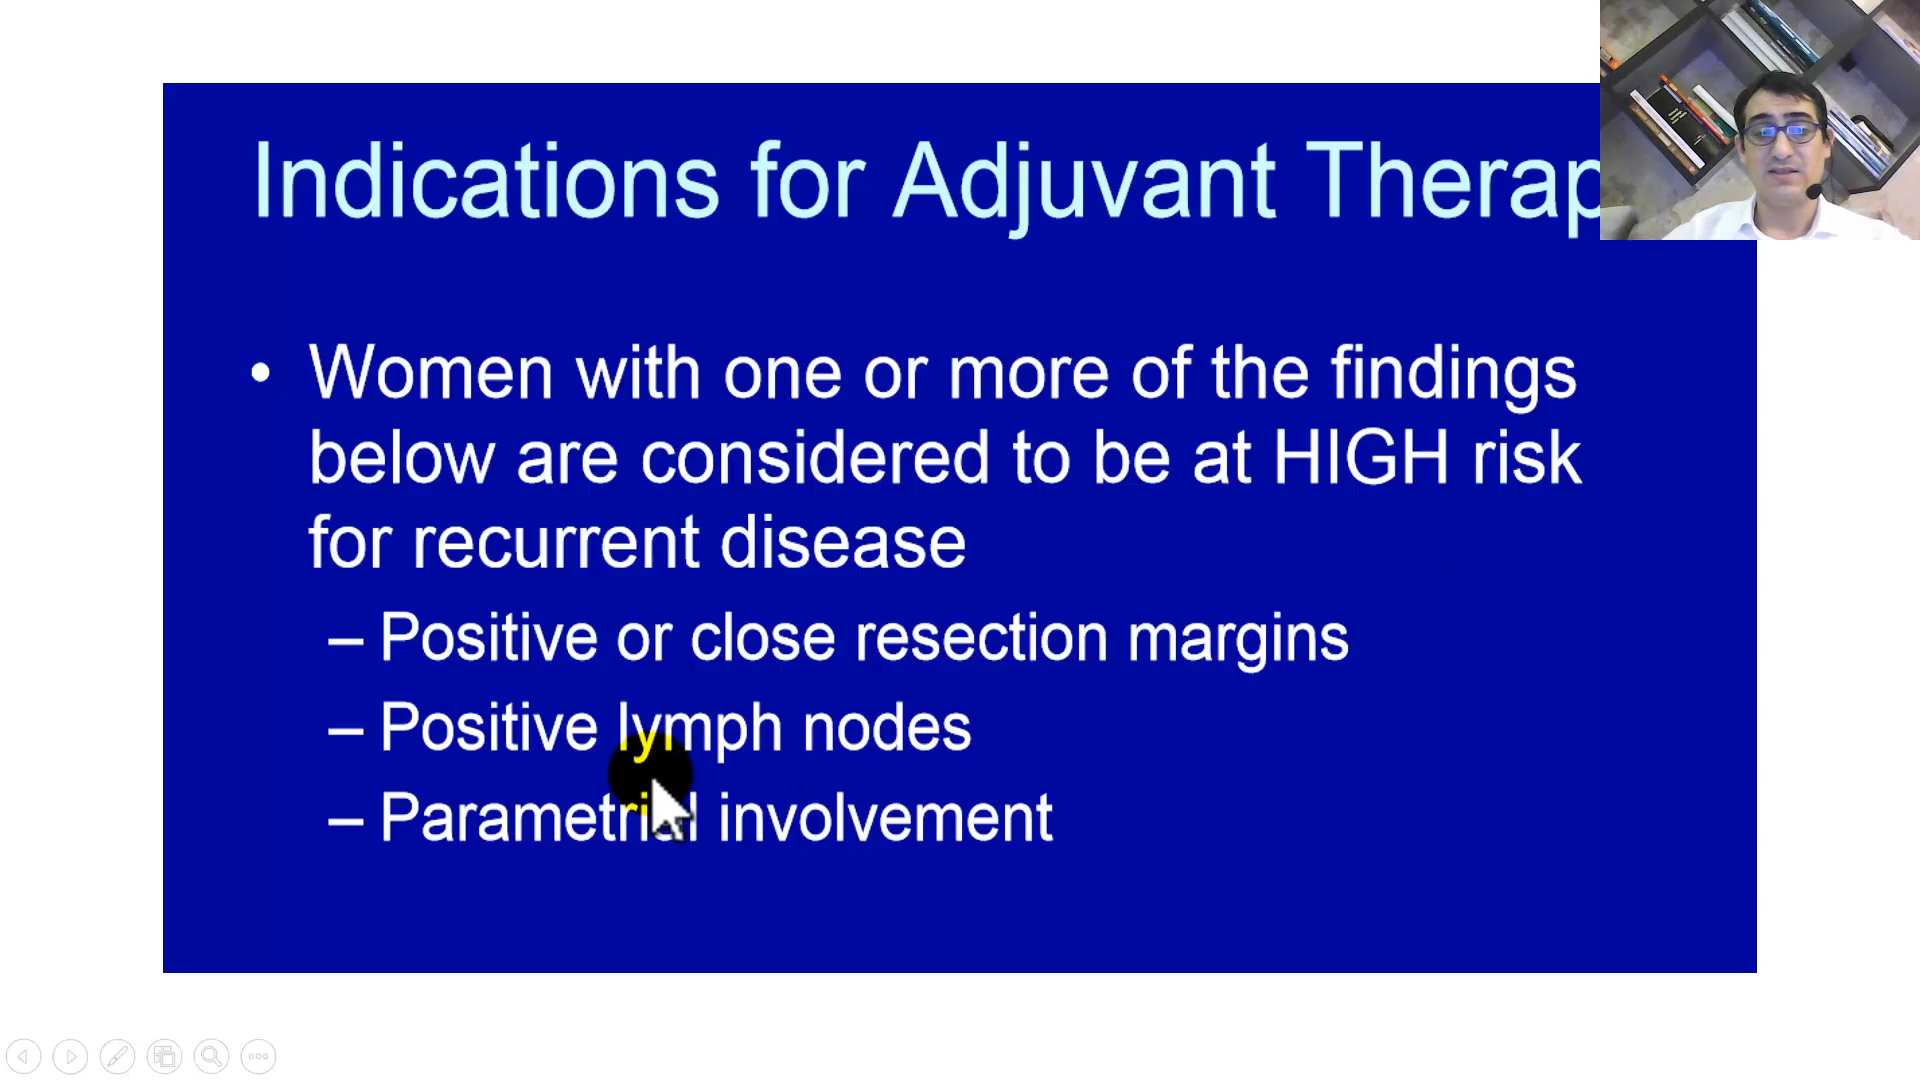 Indications for Adjuvant Therap
• Women with one or more of the findings
below are considered to be at HIGH risk
for recurrent disease
– Positive or close resection margins
– Positive lymph nodes
– Parametrial involvement